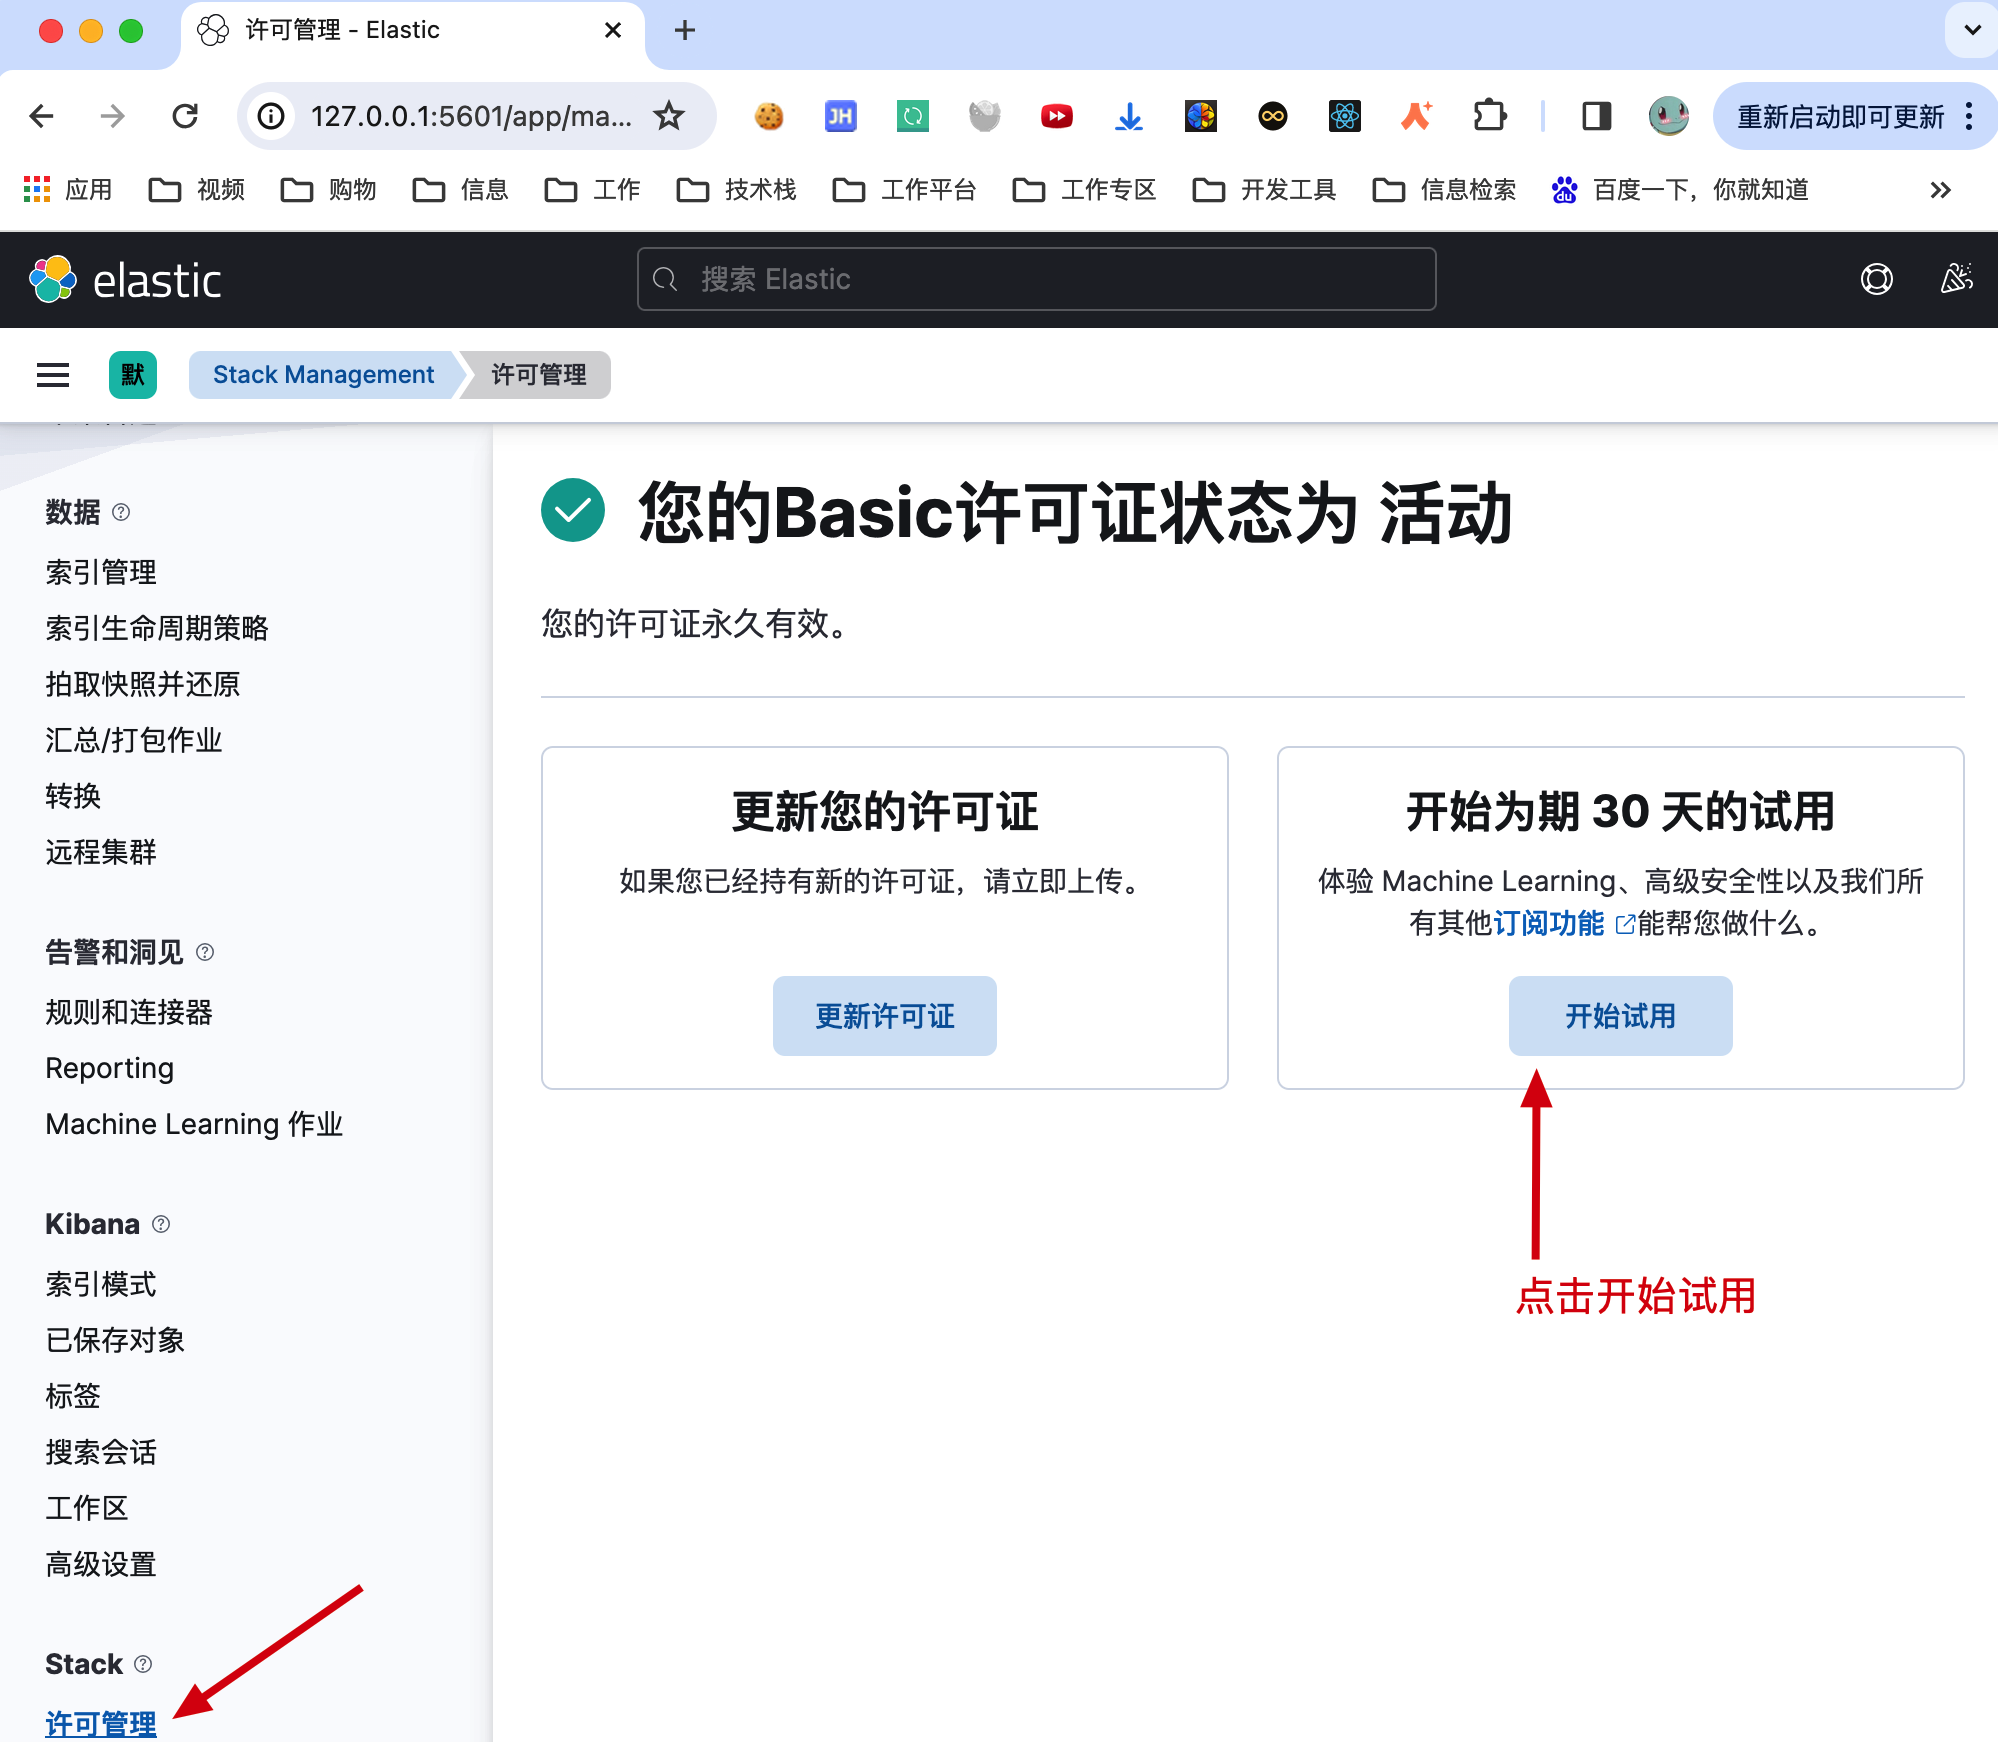 许可管理 - Elastic
127.0.0.1:5601/app/ma...
JH
重新启动即可更新
应用
视频
购物
信息
工作
技术栈
工作平台
工作专区
开发工具
信息检索
du
百度一下，你就知道
elastic
搜索 Elastic
默
Stack Management
许可管理
数据
索引管理
索引生命周期策略
拍取快照并还原
汇总/打包作业
转换
远程集群
告警和洞见
规则和连接器
Reporting
Machine Learning 作业
Kibana
索引模式
已保存对象
标签
搜索会话
工作区
高级设置
Stack
许可管理
您的Basic许可证状态为 活动
您的许可证永久有效。
更新您的许可证
如果您已经持有新的许可证，请立即上传。
更新许可证
开始为期 30 天的试用
体验 Machine Learning、高级安全性以及我们所
有其他订阅功能 能帮您做什么。
开始试用
点击开始试用